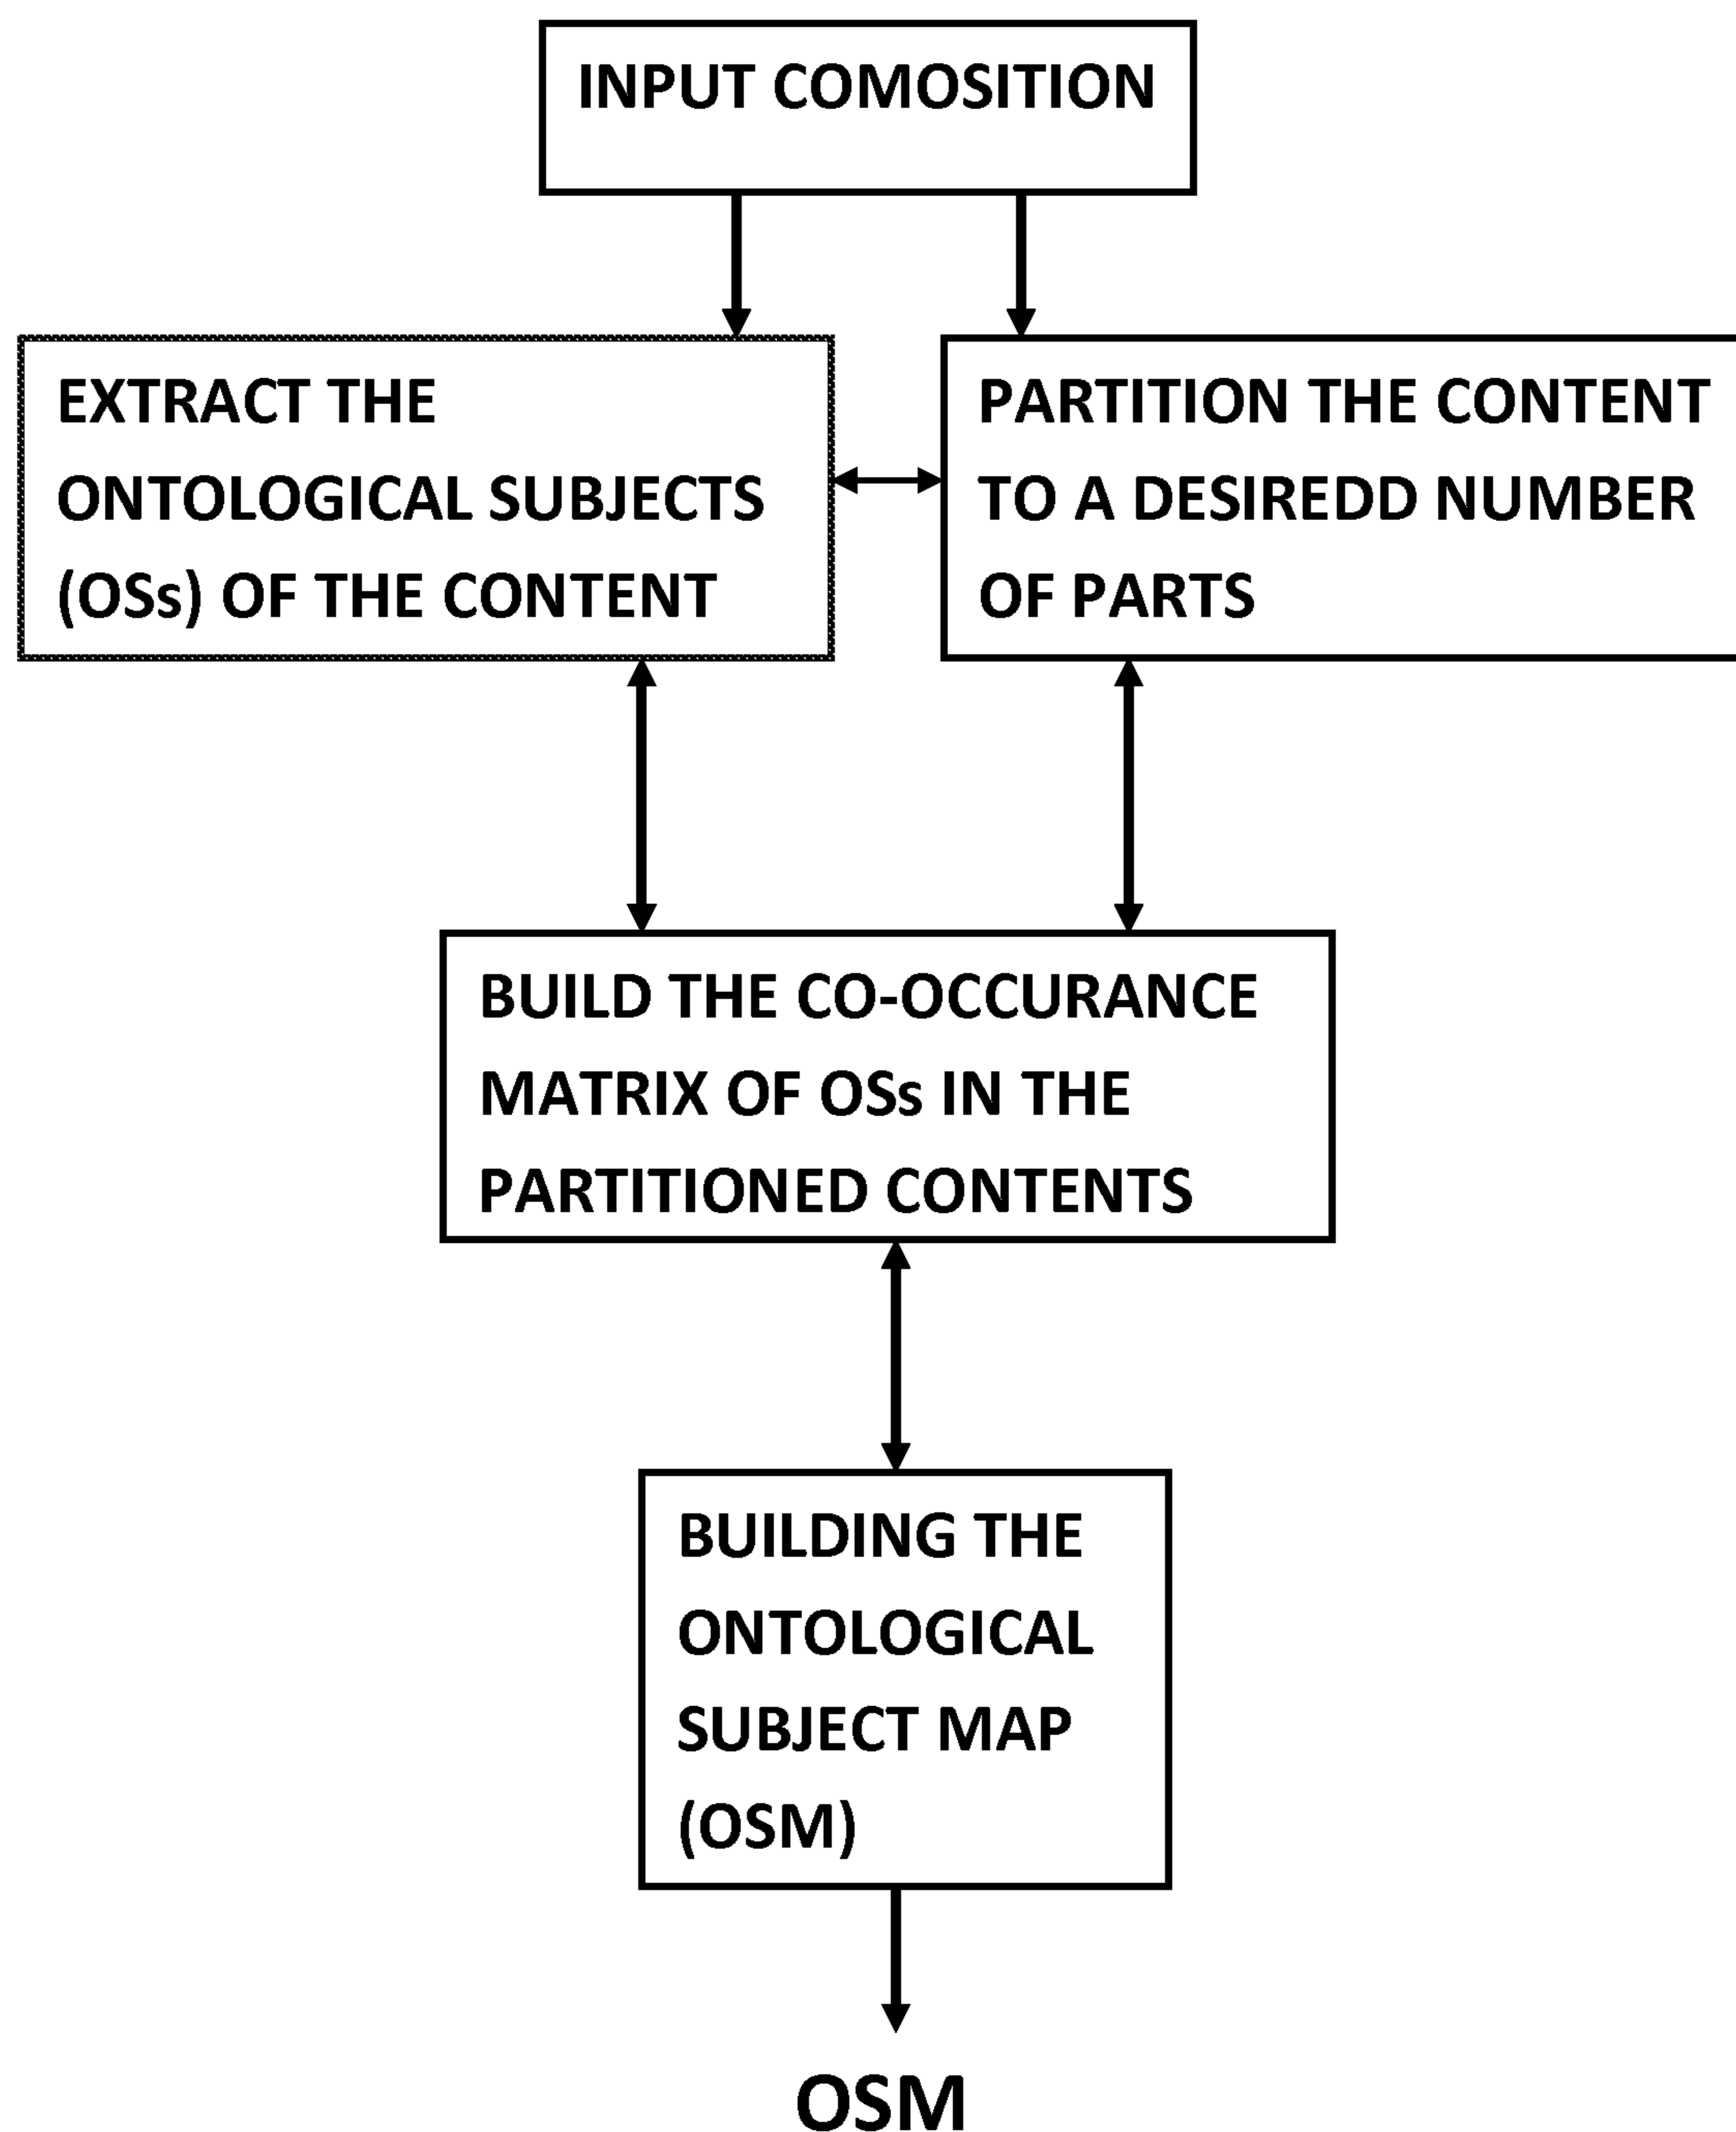 INPUT COMOSITION
EXTRACT THE
ONTOLOGICAL SUBJECTS
(OSs) OF THE CONTENT
PARTITION THE CONTENT
TO A DESIREDD NUMBER
OF PARTS
BUILD THE CO-OCCURANCE
MATRIX OF OSs IN THE
PARTITIONED CONTENTS
BUILDING THE
ONTOLOGICAL
SUBJECT MAP
(OSM)
OSM